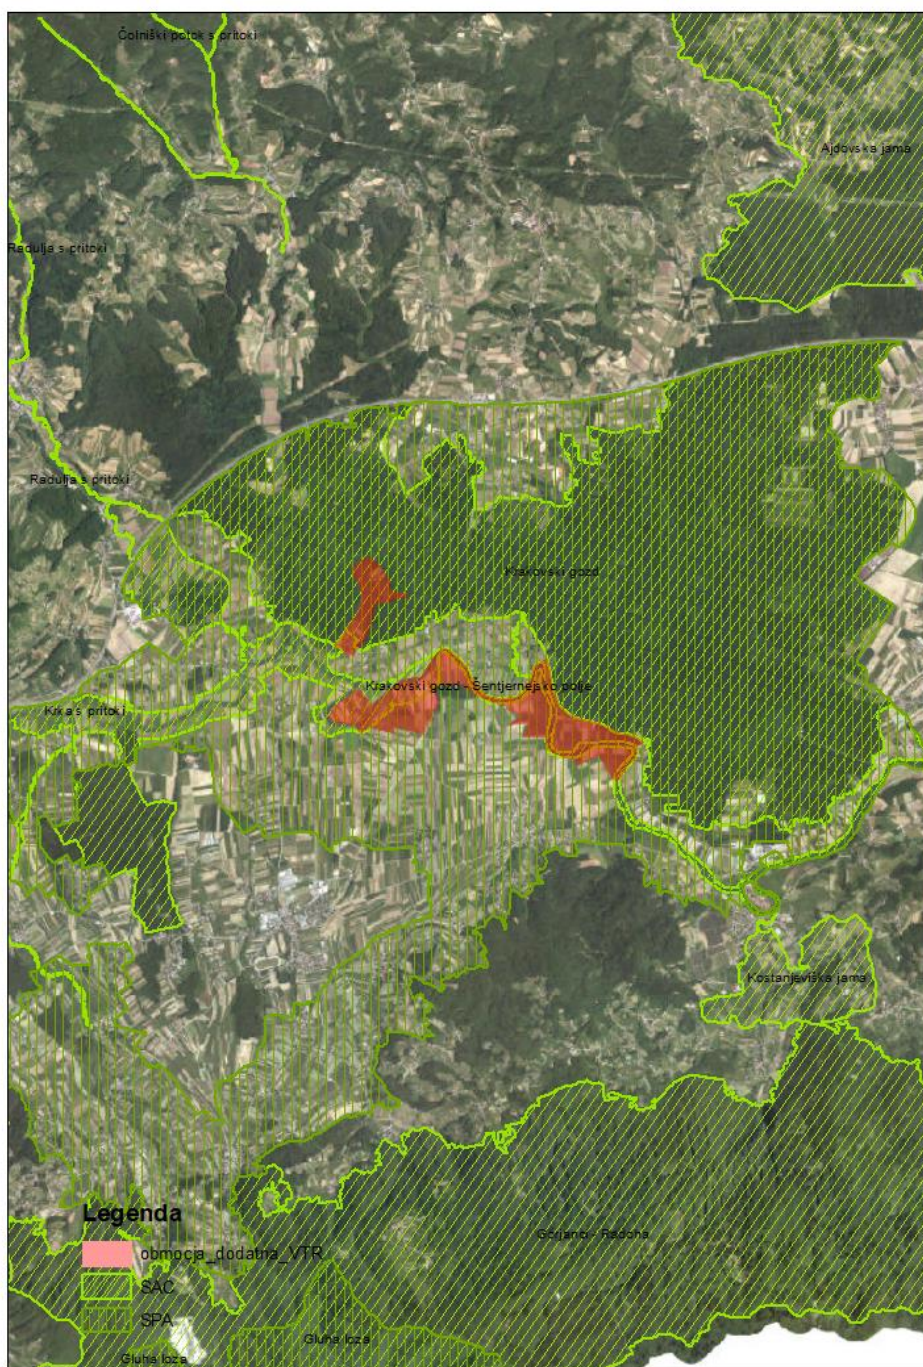 Čolniški potok s pritoki
Ajdovska jama
Radulja s pritoki
Radulja s pritoki
Krakovski gozd
Krakovski gozd - Šentjernejsko polje
Krka s pritoki
Kostanjeviška jama
Legenda
Gorjanci - Radoha
obmocja_dodatna_VTR
SAC
SPA
Gluha loza
Gluha loza